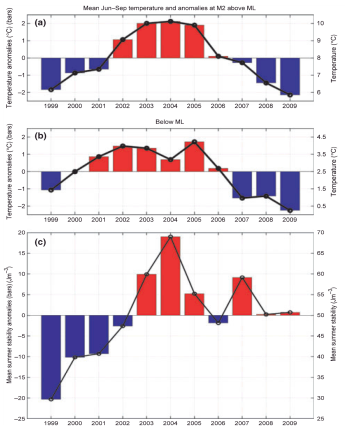 Mean Jun–Sep temperature and anomalies at M2 above ML
(a)
Temperature anomalies (°C) (bars)
2
1
0
−1
−2
10
9
8
7
6
Temperature (°C)
1999 2000 2001 2002 2003 2004 2005 2006 2007 2008 2009
Below ML
(b)
Temperature anomalies (°C) (bars)
2
1
0
−1
−2
4.5
3.5
2.5
1.5
0.5
Temperature (°C)
1999 2000 2001 2002 2003 2004 2005 2006 2007 2008 2009
(c)
Mean summer stability anomalies (bars) (Jm⁻³)
20
15
10
5
0
−5
−10
−15
−20
−25
70
65
60
55
50
45
40
35
30
25
Mean summer stability (Jm⁻³)
1999 2000 2001 2002 2003 2004 2005 2006 2007 2008 2009